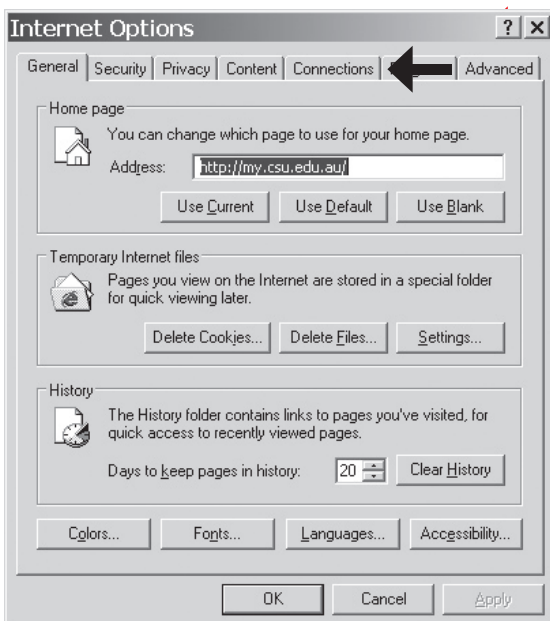 Internet Options
General Security Privacy Content Connections Advanced
Home page
You can change which page to use for your home page.
Address: http://my.csu.edu.au/
Use Current Use Default Use Blank
Temporary Internet files
Pages you view on the Internet are stored in a special folder
for quick viewing later.
Delete Cookies... Delete Files... Settings...
History
The History folder contains links to pages you've visited, for
quick access to recently viewed pages.
Days to keep pages in history: 20 Clear History
Colors... Fonts... Languages... Accessibility...
OK Cancel Apply